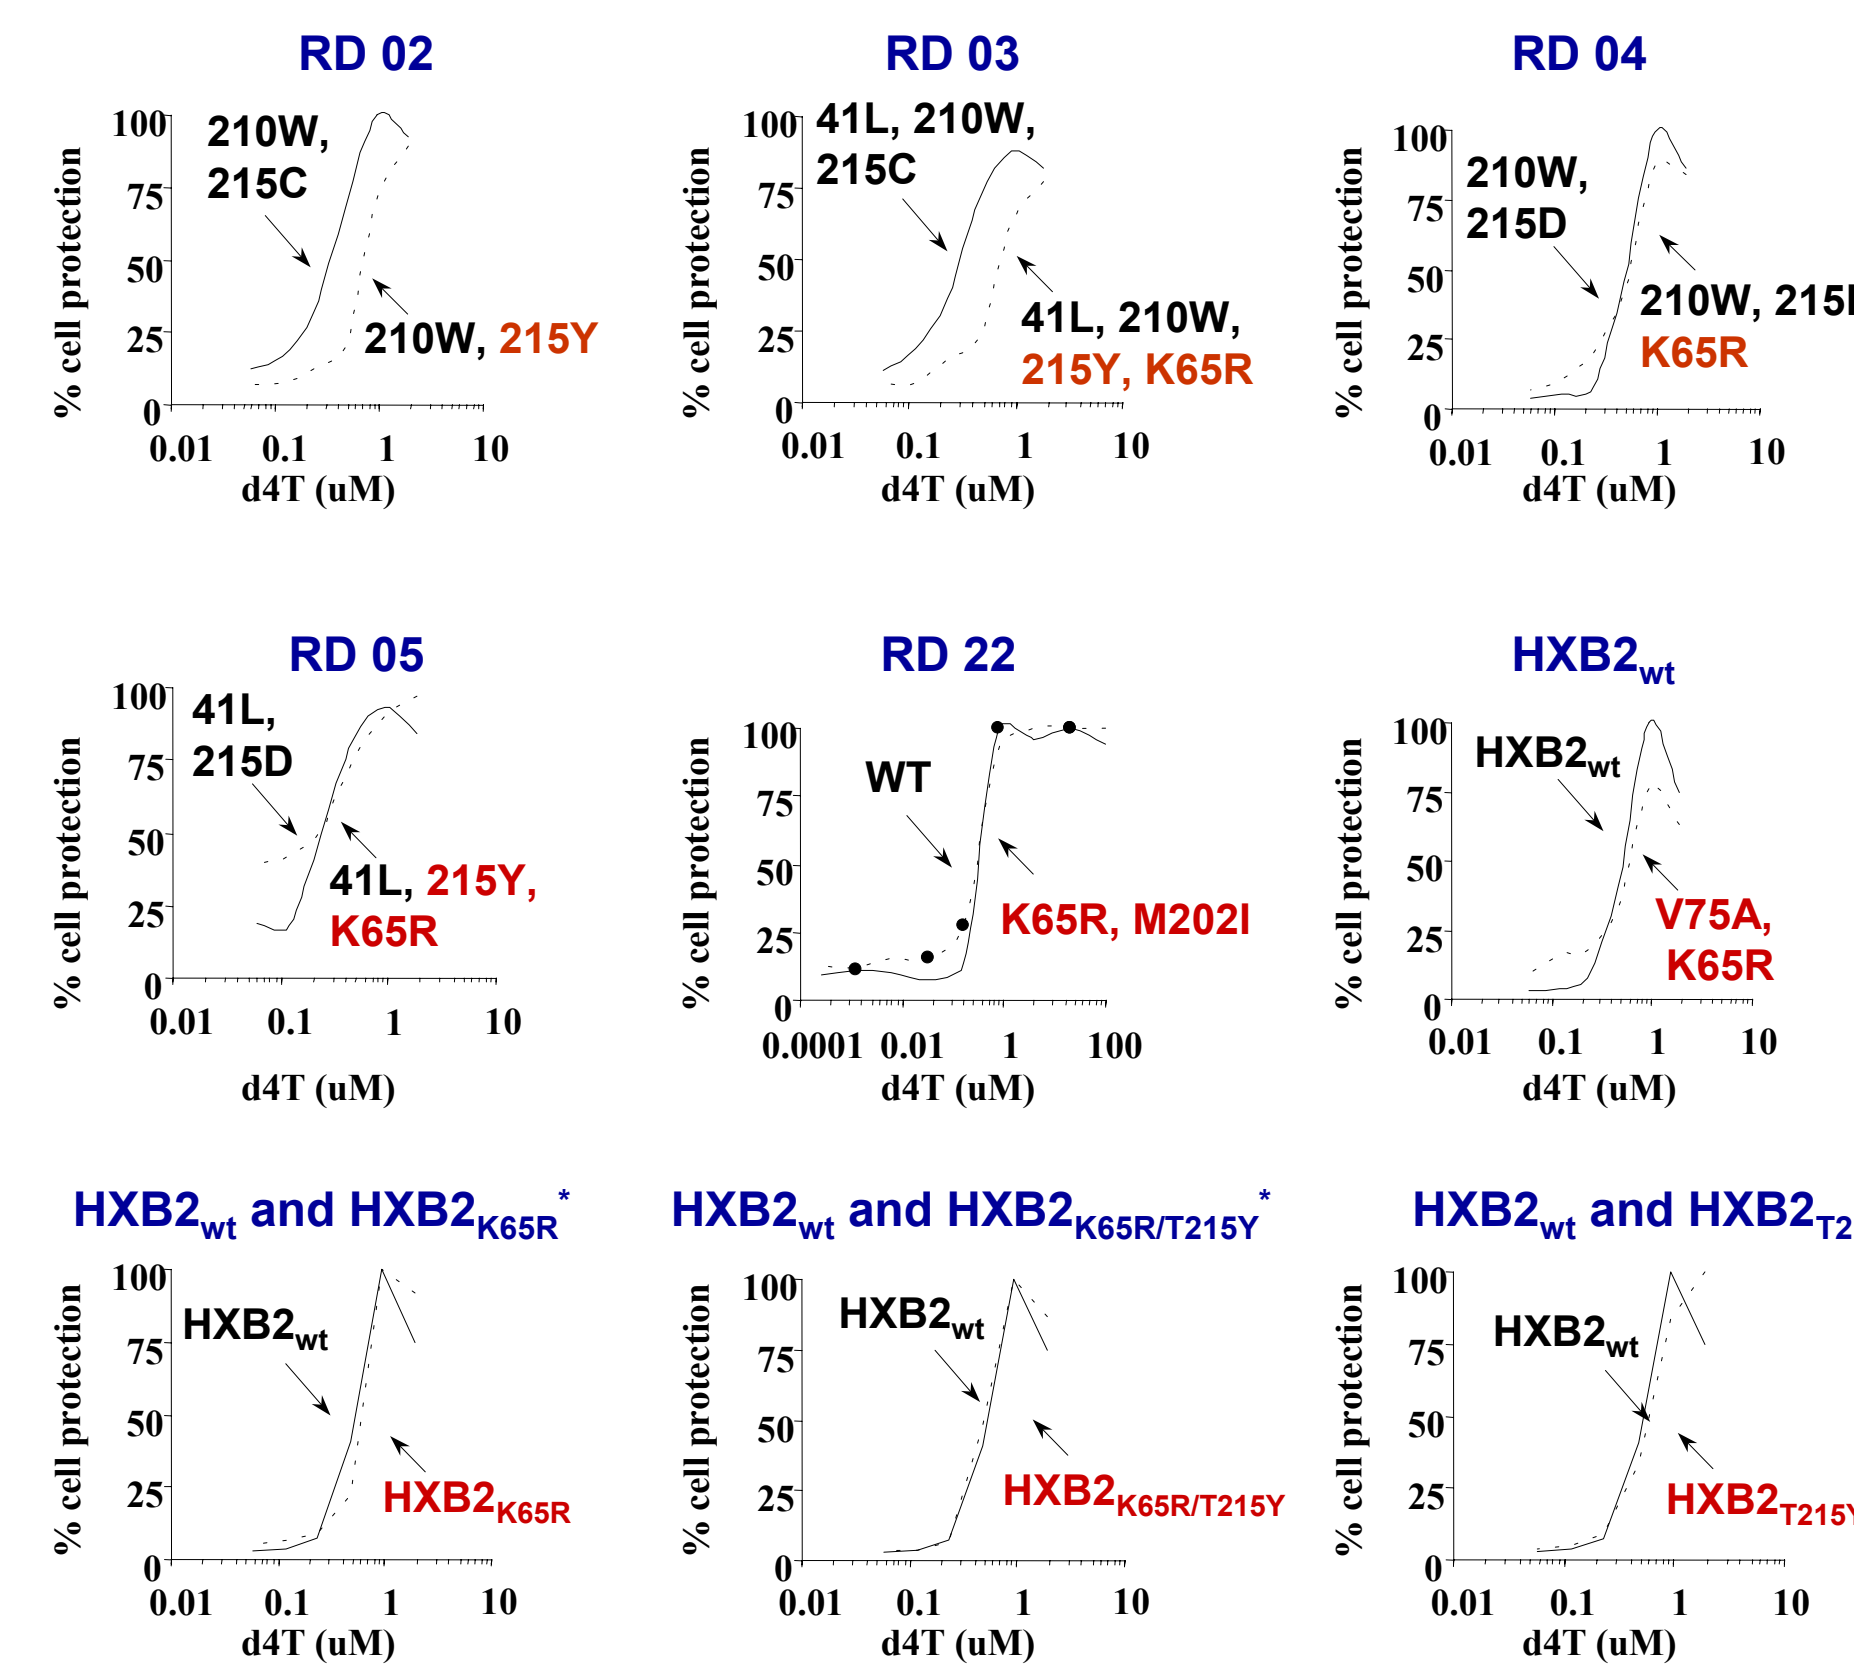 RD 02
% cell protection
100
75
50
25
0
210W,
215C
210W, 215Y
0.01 0.1 1 10
d4T (uM)
RD 03
% cell protection
100
75
50
25
0
41L, 210W,
215C
41L, 210W,
215Y, K65R
0.01 0.1 1 10
d4T (uM)
RD 04
% cell protection
100
75
50
25
0
210W,
215D
210W,
K65R
0.01 0.1 1 10
d4T (uM)
RD 05
% cell protection
100
75
50
25
0
41L,
215D
41L, 215Y,
K65R
0.01 0.1 1 10
d4T (uM)
RD 22
% cell protection
100
75
50
25
0
WT
K65R, M202I
0.0001 0.01 1 100
d4T (uM)
HXB2wt
% cell protection
100
75
50
25
0
HXB2wt
V75A,
K65R
0.01 0.1 1 10
d4T (uM)
HXB2wt and HXB2K65R*
% cell protection
100
75
50
25
0
HXB2wt
HXB2K65R
0.01 0.1 1 10
d4T (uM)
HXB2wt and HXB2K65R/T215Y*
% cell protection
100
75
50
25
0
HXB2wt
HXB2K65R/T215Y
0.01 0.1 1 10
d4T (uM)
HXB2wt and HXB2T2
% cell protection
100
75
50
25
0
HXB2wt
HXB2T215Y
0.01 0.1 1 10
d4T (uM)